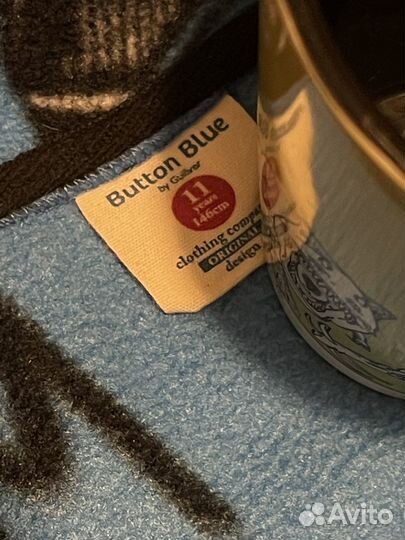 Button Blue
by Gulliver
11
years
146cm
clothing compa
ORIGINAL
design
Avito